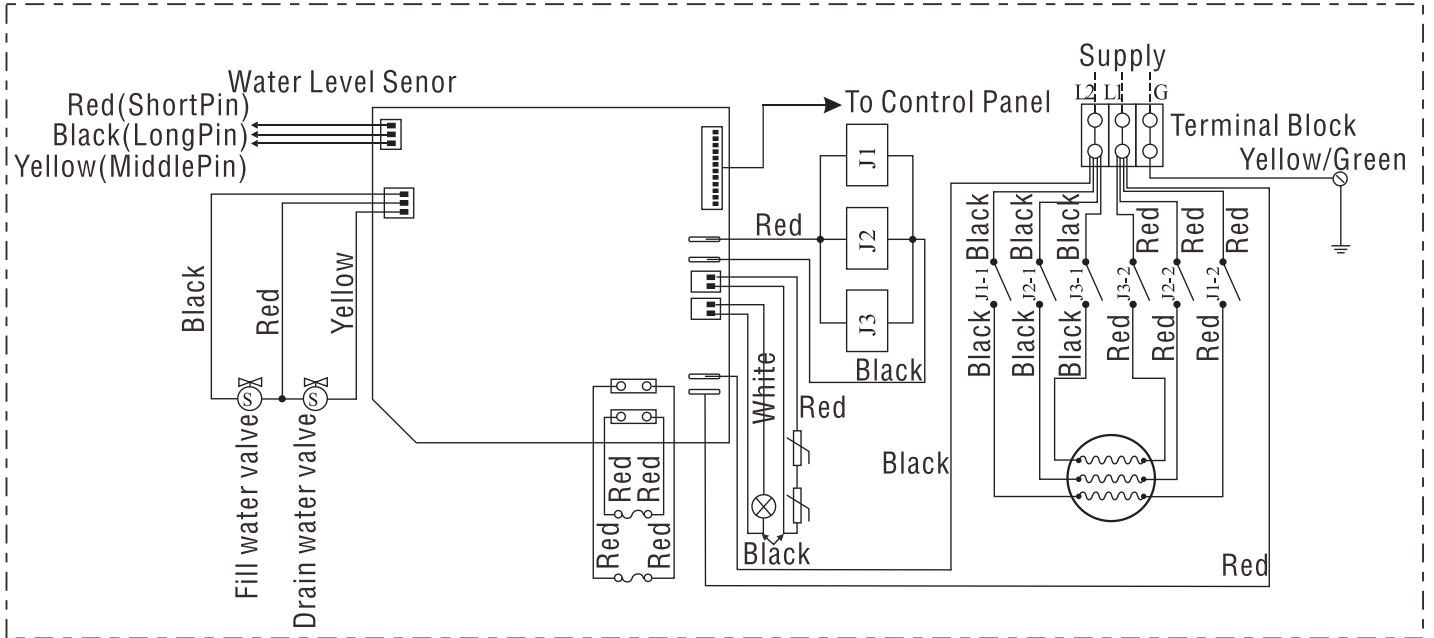 Supply
L2 L1 G
Terminal Block
Yellow/Green
Water Level Senor
Red(ShortPin)
Black(LongPin)
Yellow(MiddlePin)
To Control Panel
J1
J2
J3
Red
Black
Black
Red
Yellow
S
S
Fill water valve
Drain water valve
Red
Red
Red
Red
White
Red
Black
Black
Red
Black
Black
Black
Red
Red
Red
J1-1
J2-1
J3-1
J3-2
J2-2
J1-2
Black
Black
Black
Red
Red
Red